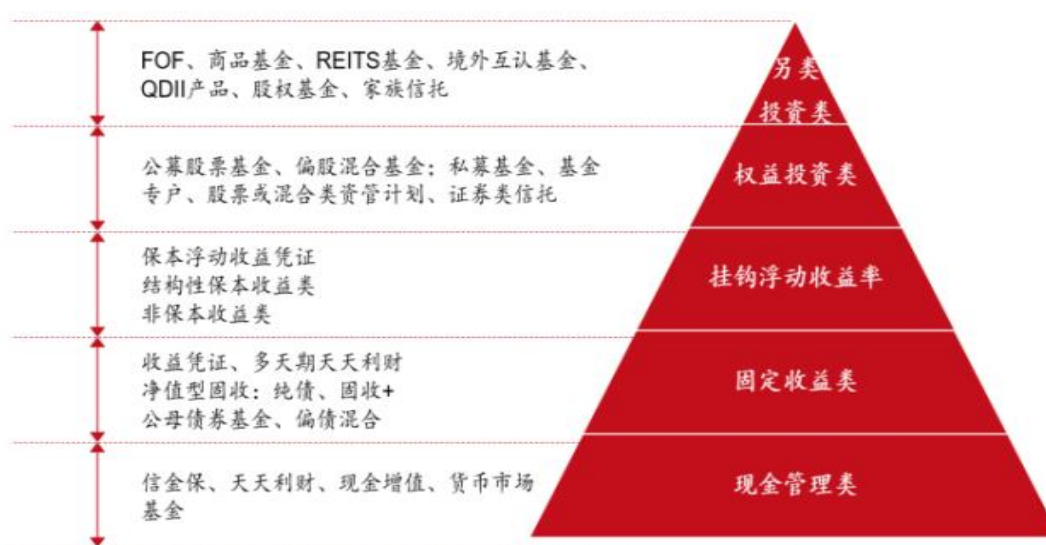 FOF、商品基金、REITS基金、境外互认基金、
QDII产品、股权基金、家族信托
另类
投资类
公募股票基金、偏股混合基金；私募基金、基金
专户、股票或混合类资管计划、证券类信托
权益投资类
保本浮动收益凭证
结构性保本收益类
非保本收益类
挂钩浮动收益率
收益凭证、多天期天天利财
净值型固收：纯债、固收+
公母债券基金、偏债混合
固定收益类
信金保、天天利财、现金增值、货币市场
基金
现金管理类